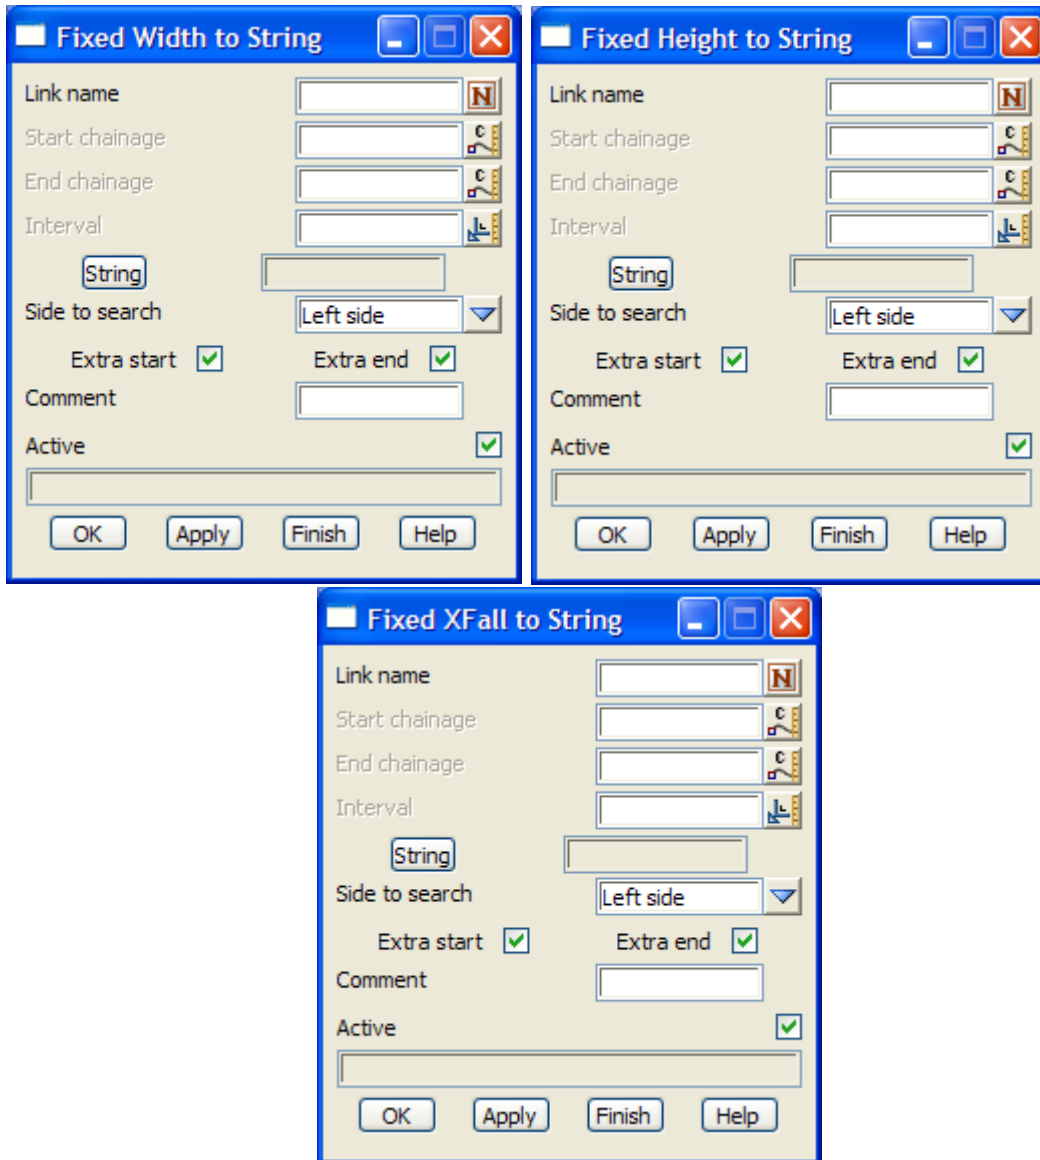 Fixed Width to String
Link name N
Start chainage C
End chainage C
Interval
String
Side to search Left side
Extra start Extra end
Comment
Active
OK Apply Finish Help
Fixed Height to String
Link name N
Start chainage C
End chainage C
Interval
String
Side to search Left side
Extra start Extra end
Comment
Active
OK Apply Finish Help
Fixed XFall to String
Link name N
Start chainage C
End chainage C
Interval
String
Side to search Left side
Extra start Extra end
Comment
Active
OK Apply Finish Help